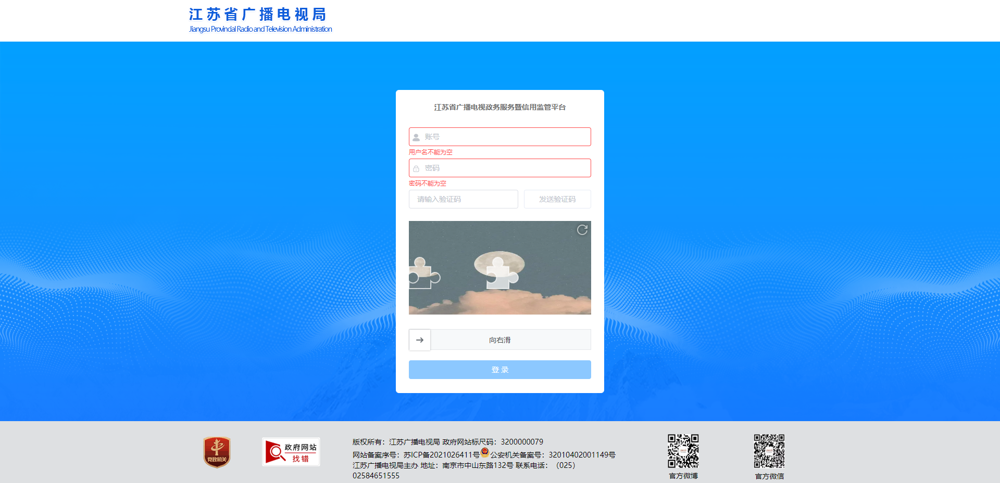 江苏省广播电视局
Jiangsu Provincial Radio and Television Administration
江苏省广播电视政务服务暨信用监管平台
账号
用户名不能为空
密码
密码不能为空
请输入验证码
发送验证码
向右滑
登 录
党政机关
政府网站
找错
版权所有：江苏广播电视局 政府网站标尺码：3200000079
网站备案序号：苏ICP备2021026411号公安机关备案号：32010402001149号
江苏广播电视局主办 地址：南京市中山东路132号 联系电话：（025）
02584651555
官方微博
官方微信